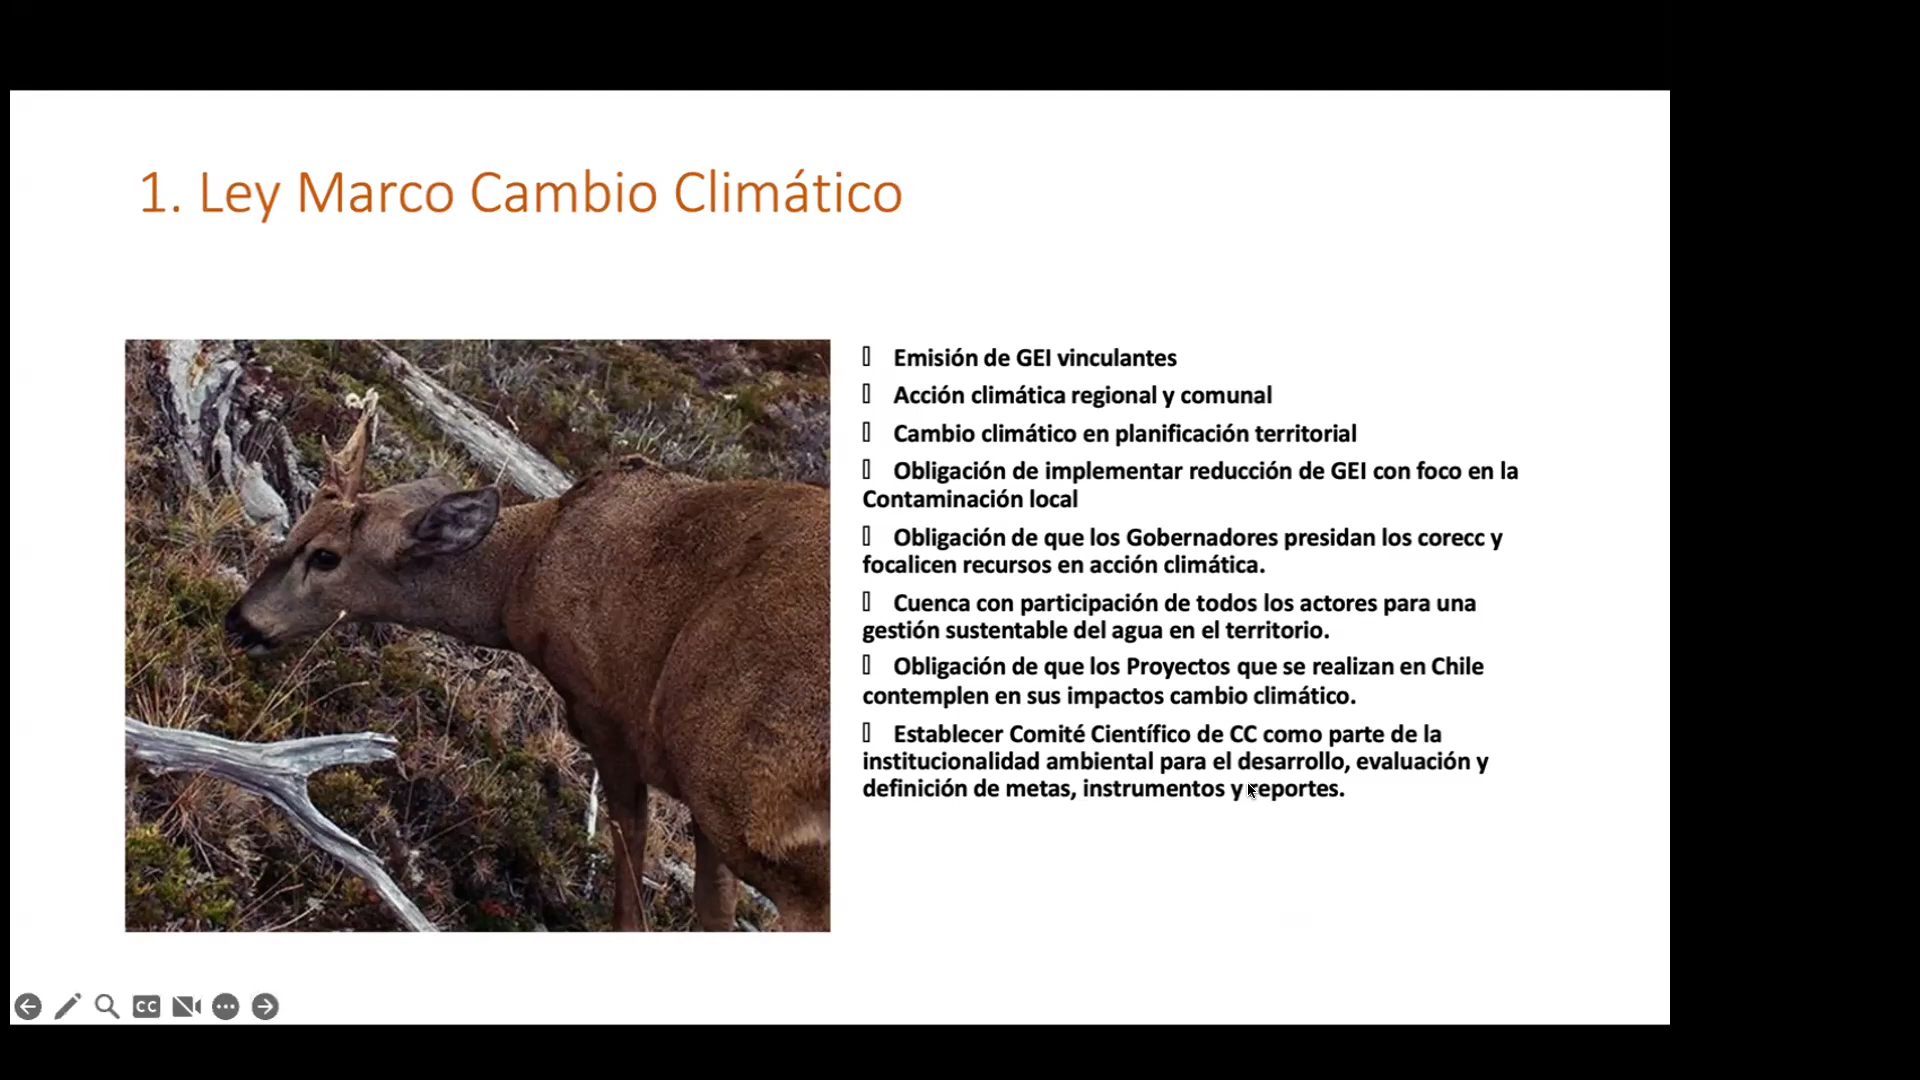 1. Ley Marco Cambio Climático
Emisión de GEI vinculantes
Acción climática regional y comunal
Cambio climático en planificación territorial
Obligación de implementar reducción de GEI con foco en la
Contaminación local
Obligación de que los Gobernadores presidan los corecc y
focalicen recursos en acción climática.
Cuenca con participación de todos los actores para una
gestión sustentable del agua en el territorio.
Obligación de que los Proyectos que se realizan en Chile
contemplen en sus impactos cambio climático.
Establecer Comité Científico de CC como parte de la
institucionalidad ambiental para el desarrollo, evaluación y
definición de metas, instrumentos y reportes.
CC